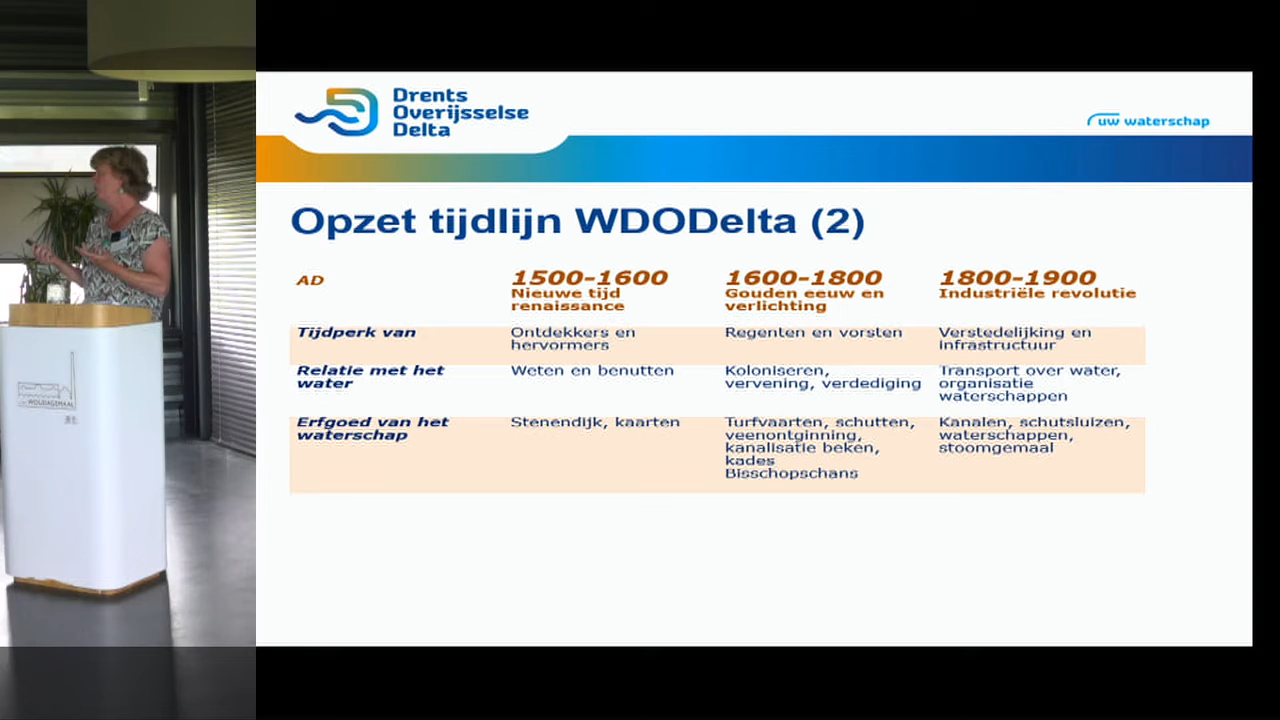 Drents
Overijsselse
Delta
uw waterschap
Opzet tijdlijn WDODelta (2)
AD
1500-1600
Nieuwe tijd
renaissance
1600-1800
Gouden eeuw en
verlichting
1800-1900
Industriële revolutie
Tijdperk van
Ontdekkers en
hervormers
Regenten en vorsten
Verstedelijking en
infrastructuur
Relatie met het
water
Weten en benutten
Koloniseren,
vervening, verdediging
Transport over water,
organisatie
waterschappen
Erfgoed van het
waterschap
Stenendijk, kaarten
Turfvaarten, schutten,
veenontginning,
kanalisatie beken,
kades
Bisschopschans
Kanalen, schutsluizen,
waterschappen,
stoomgemaal
WOUDAGEMAAL